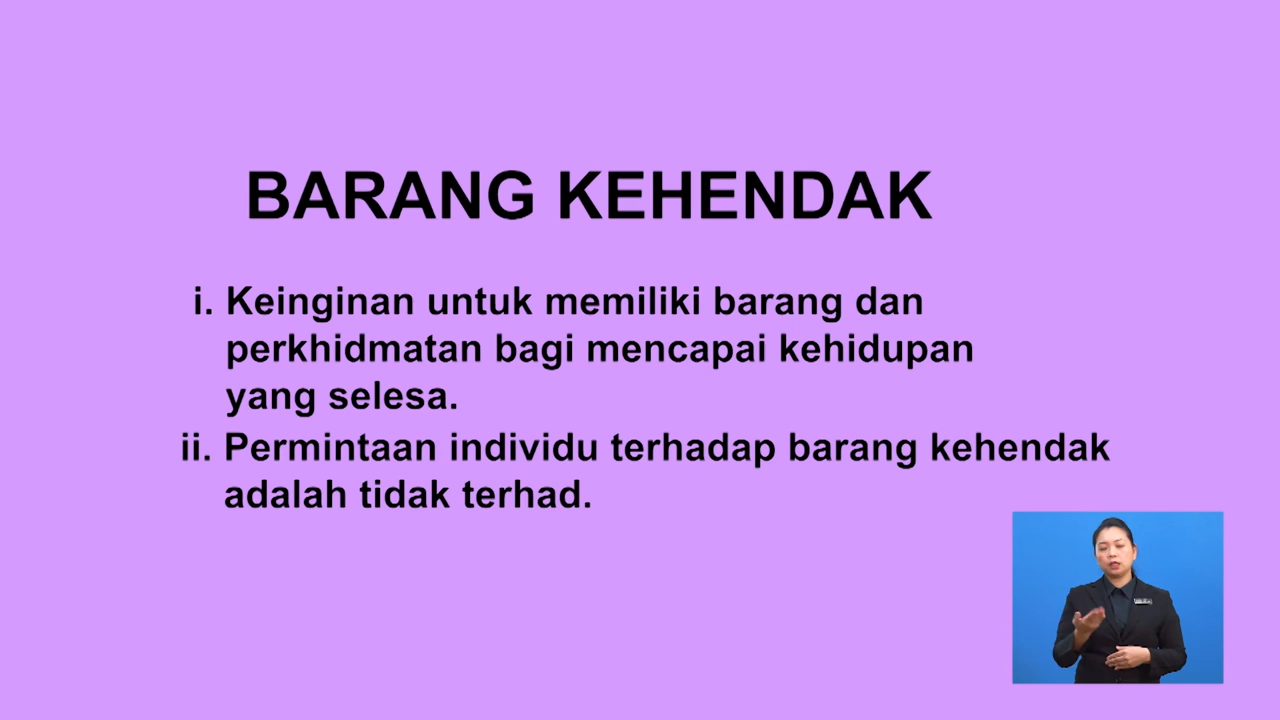 BARANG KEHENDAK
i. Keinginan untuk memiliki barang dan
perkhidmatan bagi mencapai kehidupan
yang selesa.
ii. Permintaan individu terhadap barang kehendak
adalah tidak terhad.